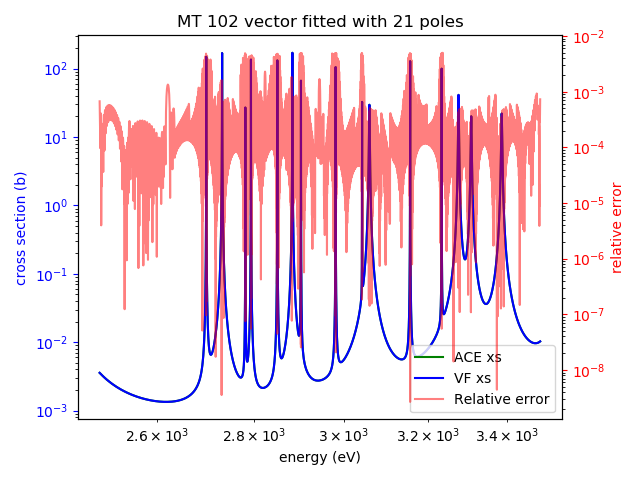 MT 102 vector fitted with 21 poles
10²
10¹
10⁰
10⁻¹
10⁻²
10⁻³
cross section (b)
10⁻²
10⁻³
10⁻⁴
10⁻⁵
10⁻⁶
10⁻⁷
10⁻⁸
relative error
ACE xs
VF xs
Relative error
2.6 × 10³ 2.8 × 10³ 3 × 10³ 3.2 × 10³ 3.4 × 10³
energy (eV)